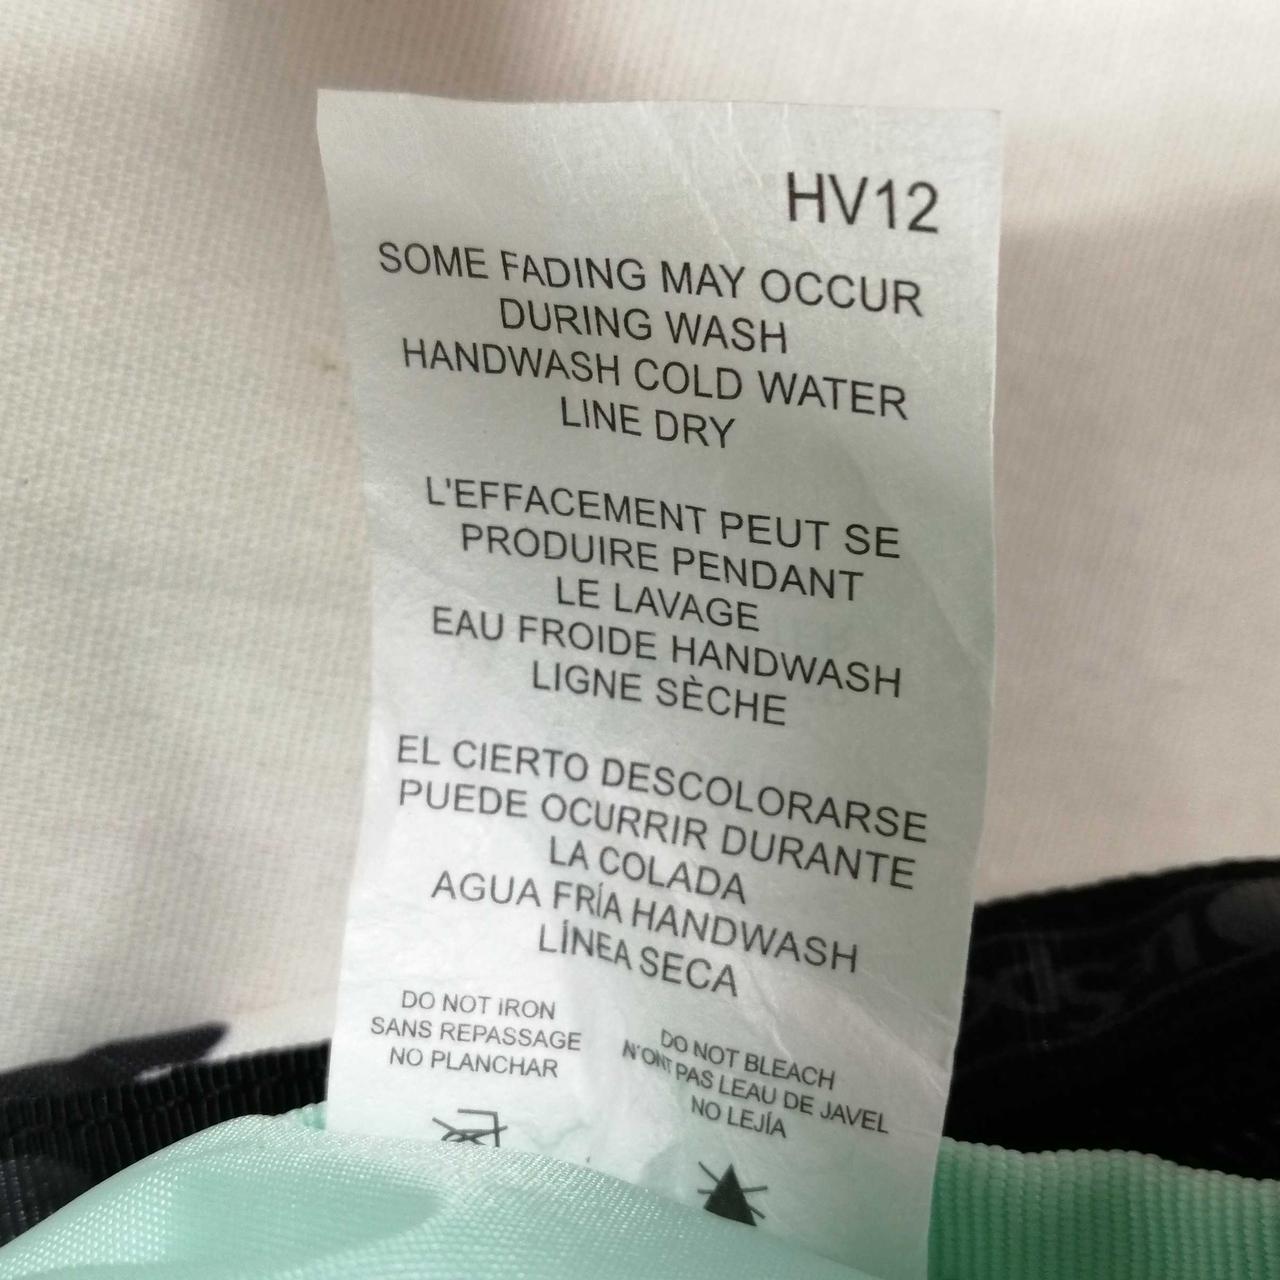 HV12
SOME FADING MAY OCCUR
DURING WASH
HANDWASH COLD WATER
LINE DRY
L'EFFACEMENT PEUT SE
PRODUIRE PENDANT
LE LAVAGE
EAU FROIDE HANDWASH
LIGNE SÈCHE
EL CIERTO DESCOLORARSE
PUEDE OCURRIR DURANTE
LA COLADA
AGUA FRÍA HANDWASH
LÍNEA SECA
DO NOT IRON
SANS REPASSAGE
NO PLANCHAR
DO NOT BLEACH
N'ONT PAS LEAU DE JAVEL
NO LEJÍA